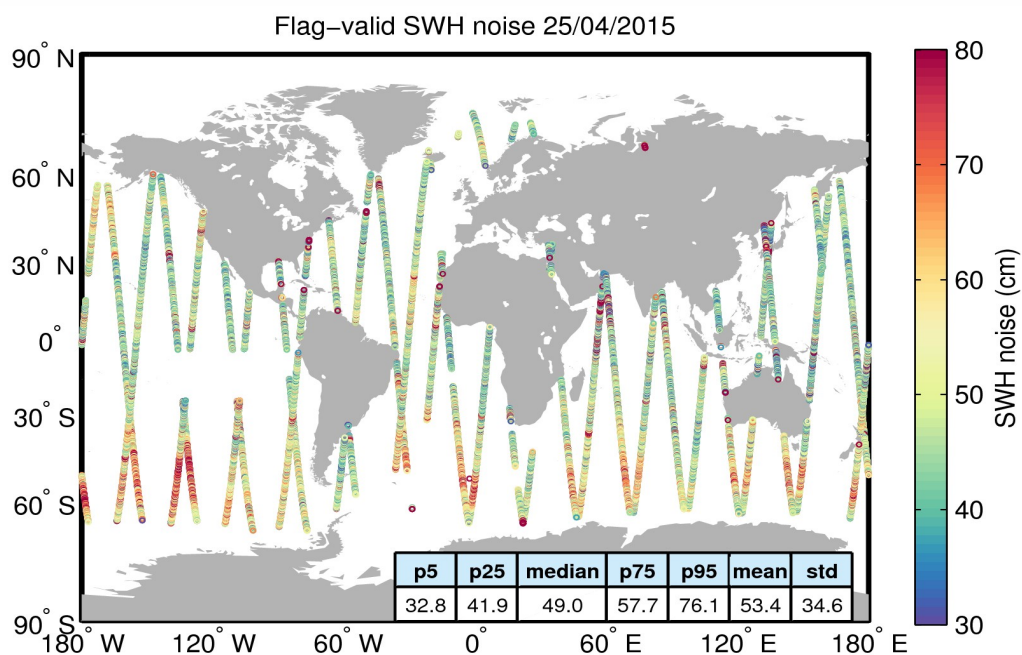 Flag–valid SWH noise 25/04/2015
90° N
60° N
30° N
0°
30° S
60° S
90° S
180° W
120° W
60° W
0°
60° E
120° E
180° E
p5 p25 median p75 p95 mean std
32.8 41.9 49.0 57.7 76.1 53.4 34.6
80
70
60
50
40
30
SWH noise (cm)